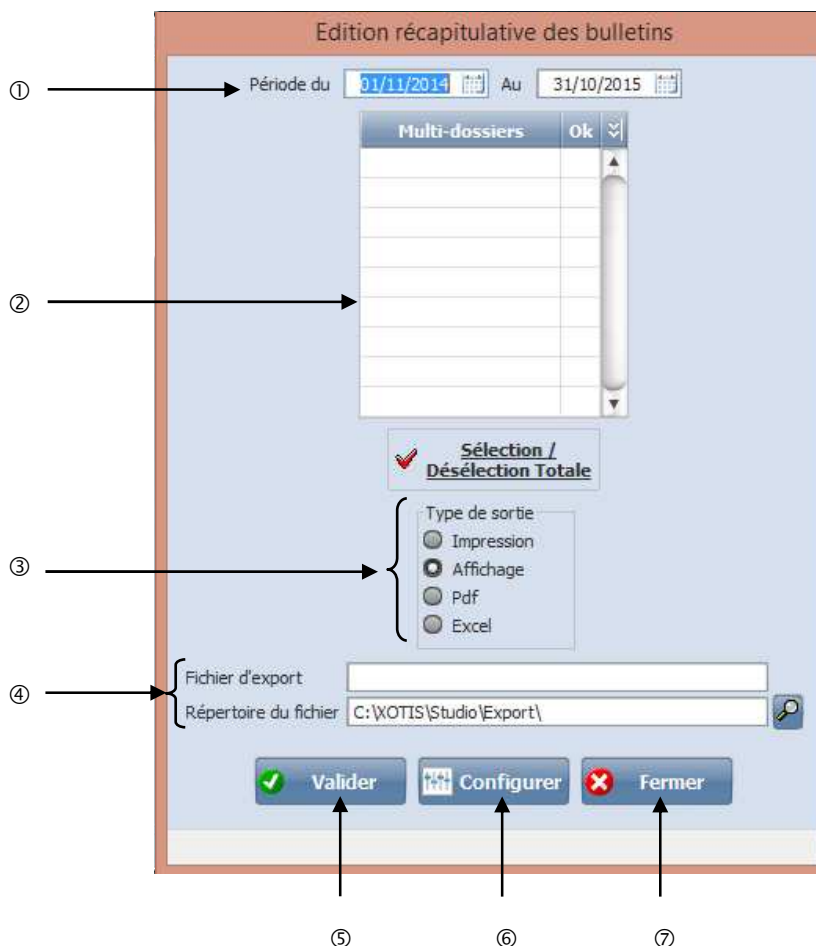 Edition récapitulative des bulletins
① Période du 01/11/2014 Au 31/10/2015
Multi-dossiers Ok
②
Sélection /
Désélection Totale
Type de sortie
Impression
③ Affichage
Pdf
Excel
Fichier d'export
④
Répertoire du fichier C:\XOTIS\Studio\Export\
Valider Configurer Fermer
⑤ ⑥ ⑦